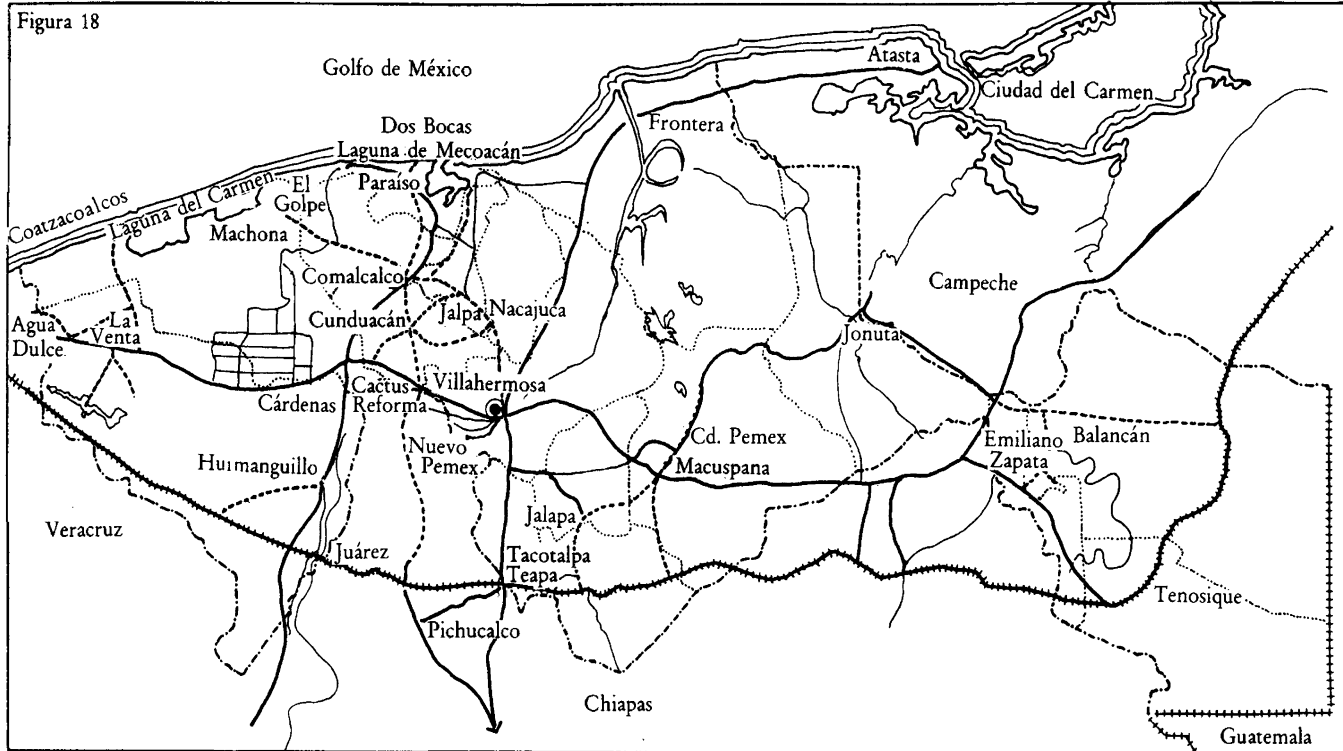 Figura 18
Golfo de México
Atasta
Ciudad del Carmen
Dos Bocas
Frontera
Laguna de Mecoacán
Coatzacoalcos
Laguna del Carmen
El
Golpe
Paraíso
Machona
Comalcalco
Campeche
Agua
Dulce
La
Venta
Cunduacán
Jalpa
Nacajuca
Jonuta
Cárdenas
Cactus
Reforma
Villahermosa
Nuevo
Pemex
Cd. Pemex
Macuspana
Emiliano
Zapata
Balancán
Huimanguillo
Veracruz
Juárez
Jalapa
Tacotalpa
Teapa
Tenosique
Pichucalco
Chiapas
Guatemala